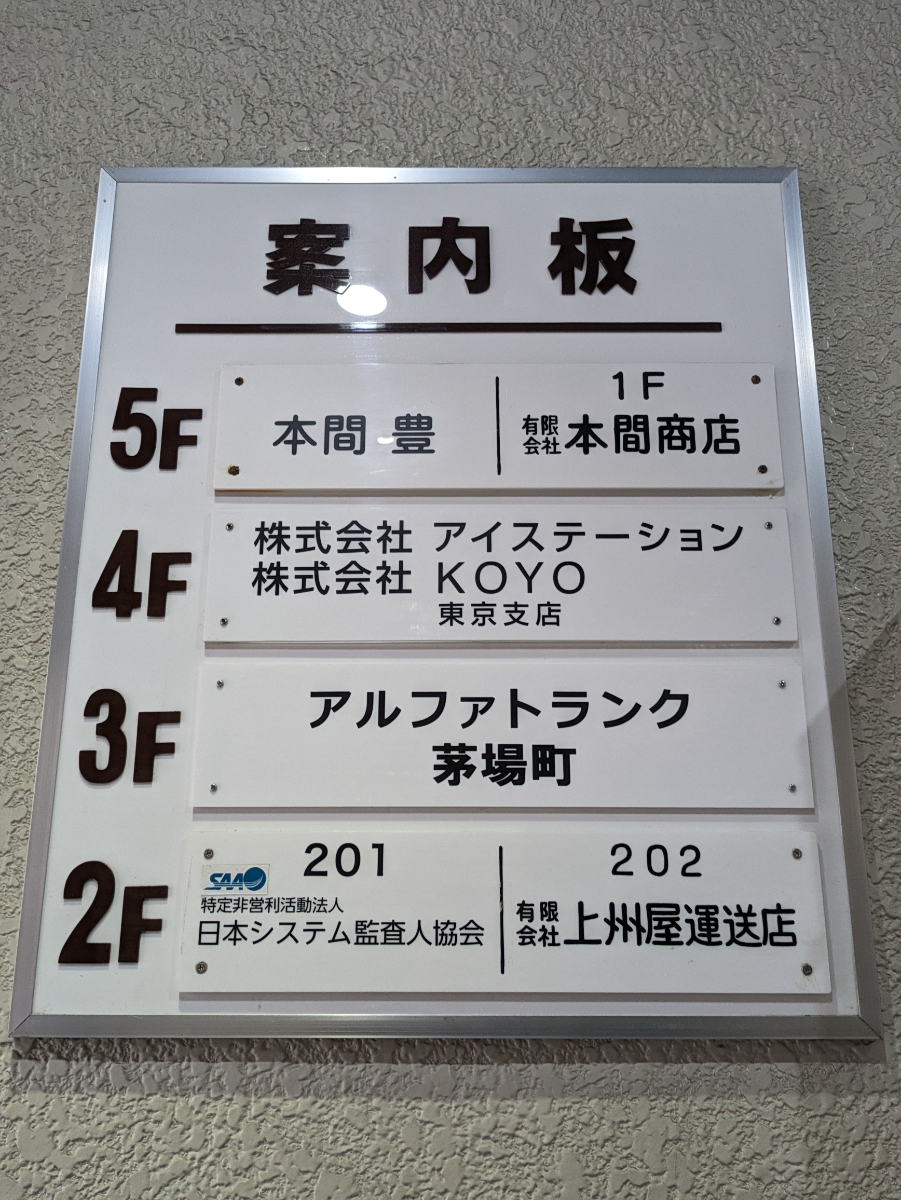 案内板
5F
本間 豊
1F
有限会社 本間商店
4F
株式会社 アイステーション
株式会社 KOYO
東京支店
3F
アルファトランク
茅場町
2F
201
SAAJ
特定非営利活動法人
日本システム監査人協会
202
有限会社 上州屋運送店